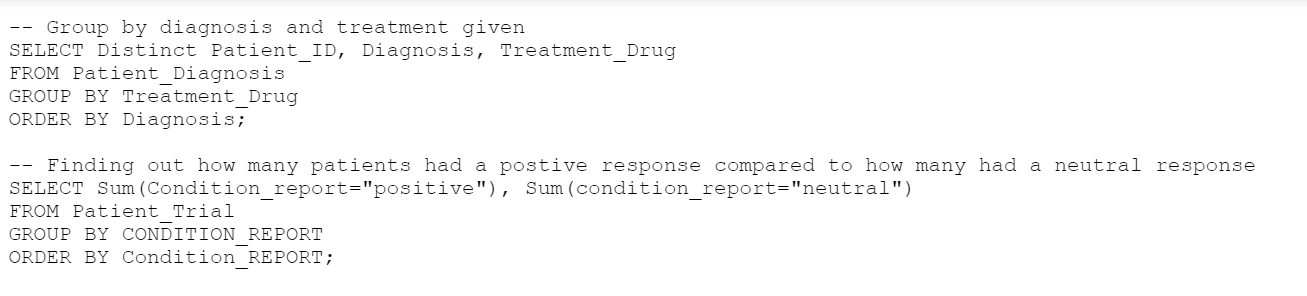 -- Group by diagnosis and treatment given
SELECT Distinct Patient_ID, Diagnosis, Treatment_Drug
FROM Patient_Diagnosis
GROUP BY Treatment_Drug
ORDER BY Diagnosis;
-- Finding out how many patients had a postive response compared to how many had a neutral response
SELECT Sum(Condition_report="positive"), Sum(condition_report="neutral")
FROM Patient_Trial
GROUP BY CONDITION_REPORT
ORDER BY Condition_REPORT;